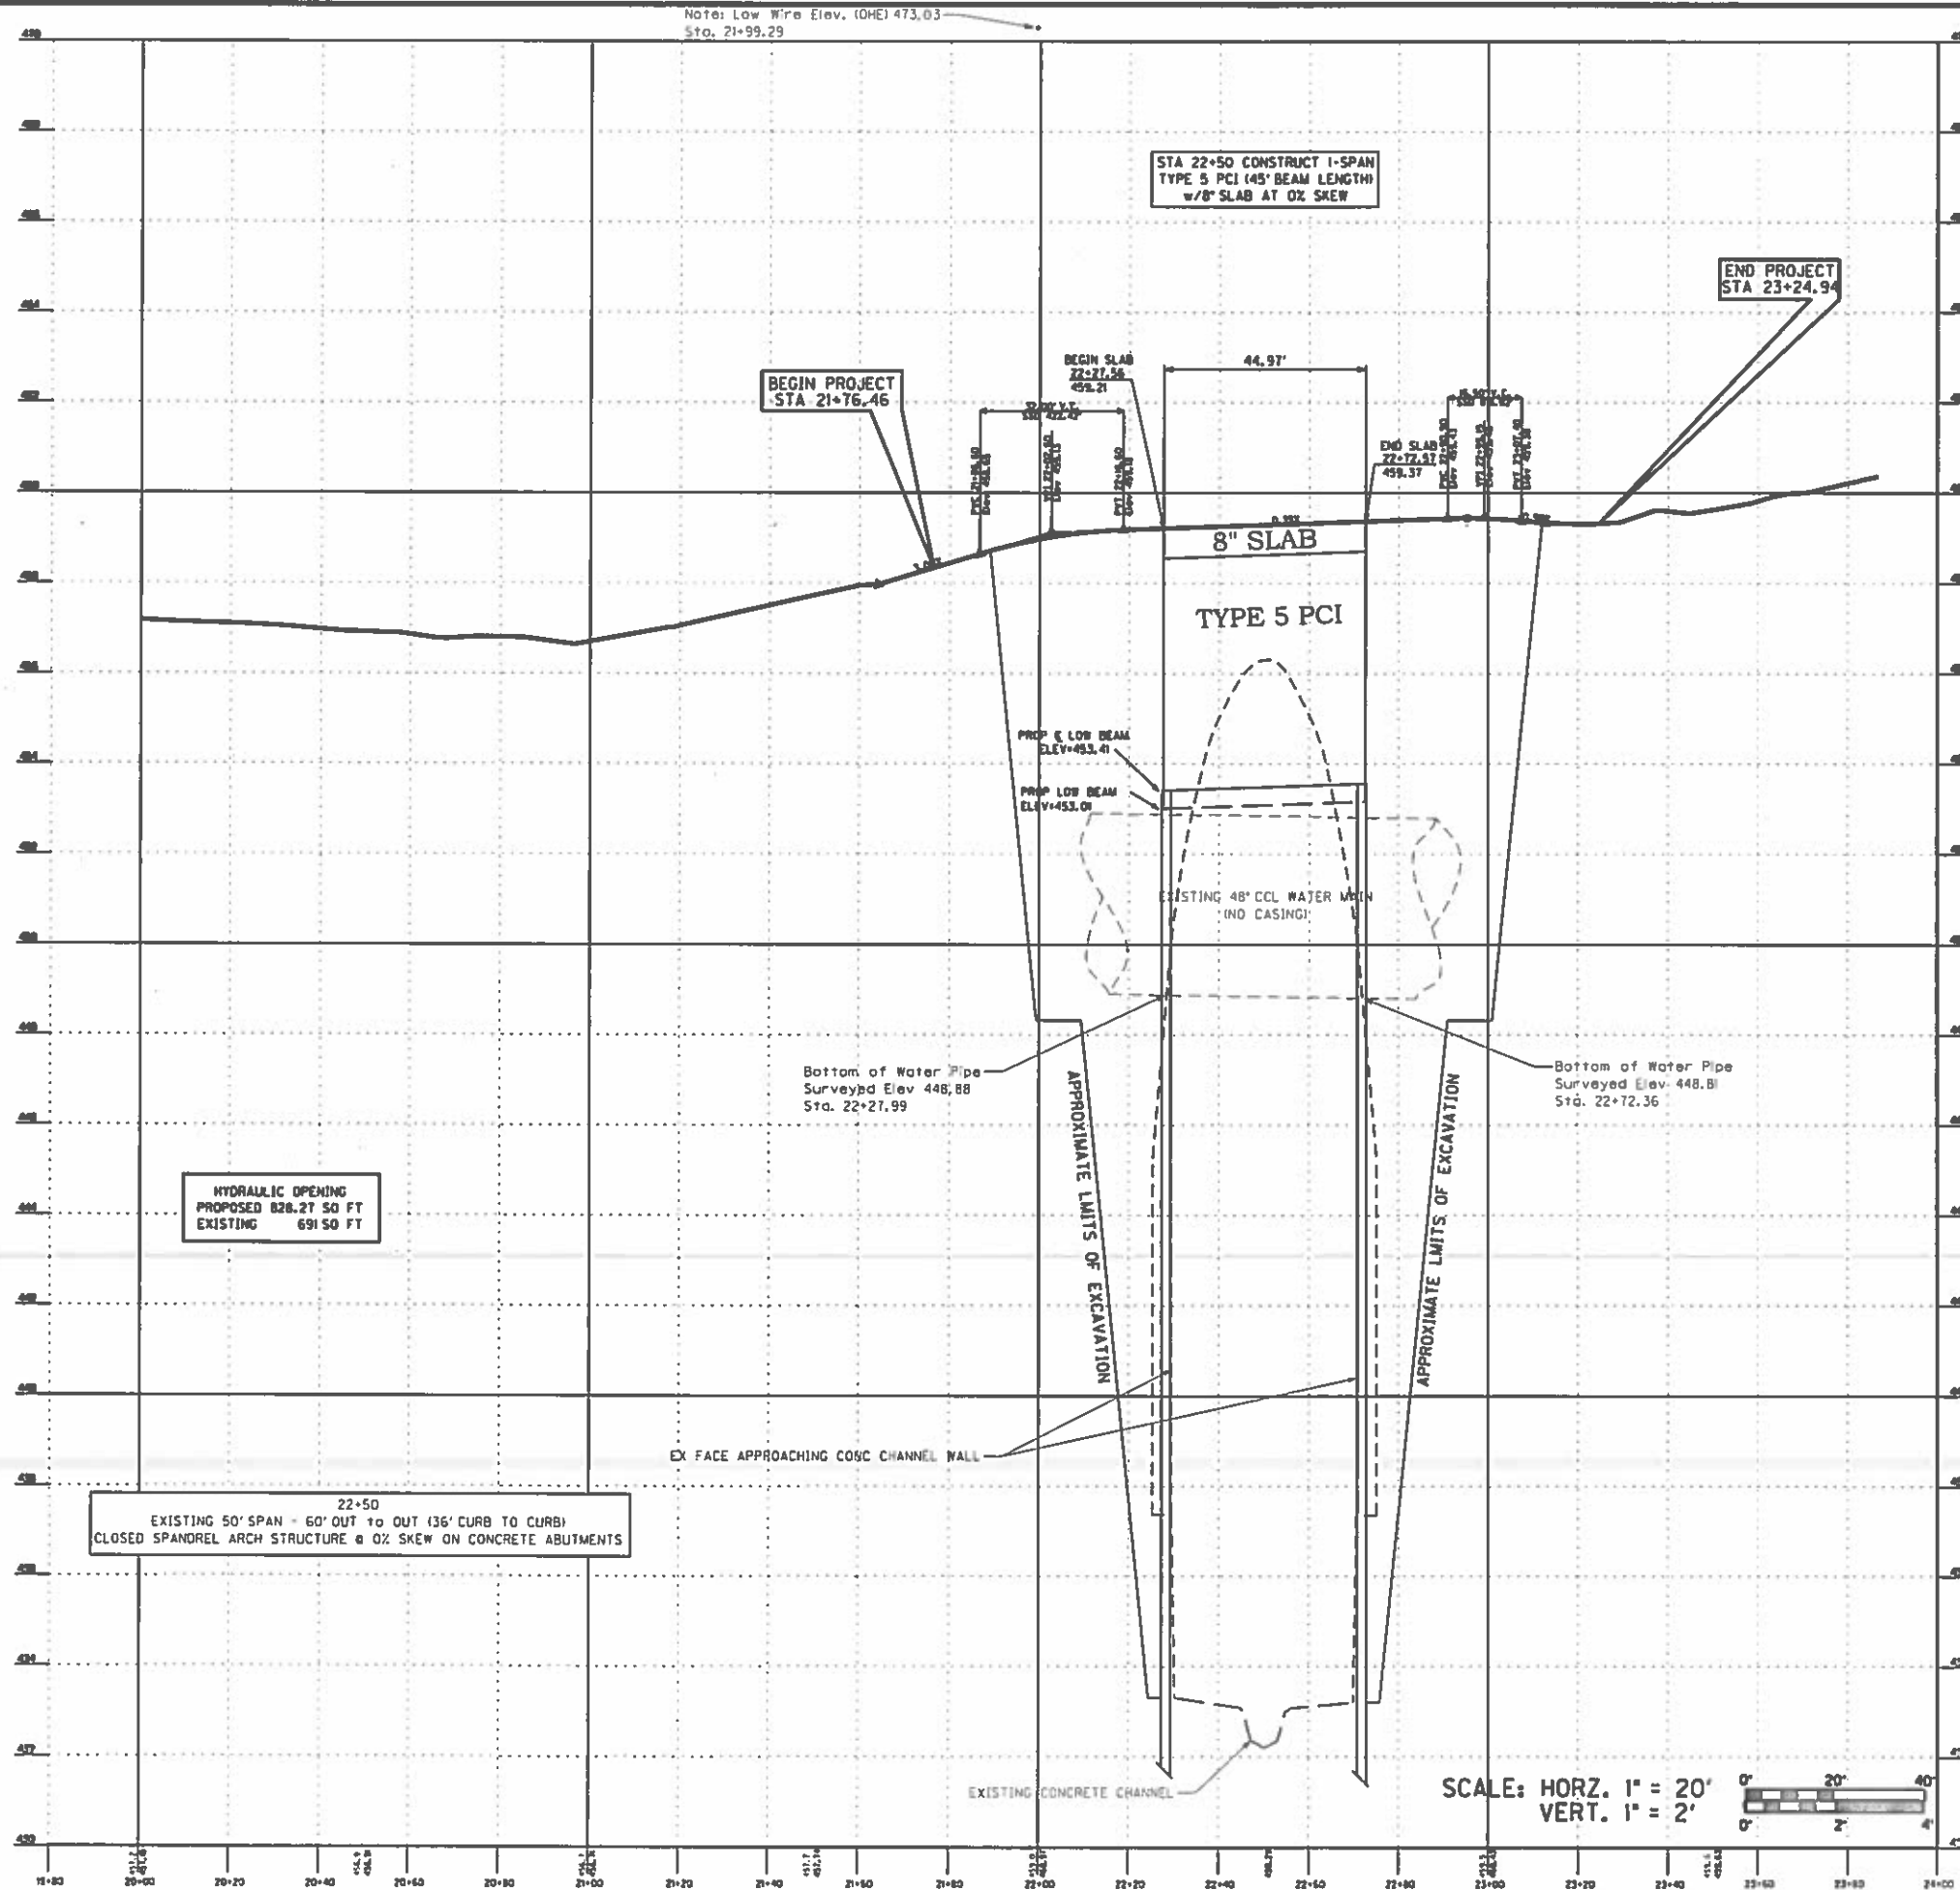 Note: Low Wire Elev. (OHE) 473.03
Sta. 21+99.29
STA 22+50 CONSTRUCT 1-SPAN
TYPE 5 PCI (45' BEAM LENGTH)
w/8" SLAB AT 0% SKEW
END PROJECT
STA 23+24.94
BEGIN PROJECT
STA 21+76.46
BEGIN SLAB
22+27.56
459.21
44.97'
END SLAB
22+72.57
459.37
8" SLAB
TYPE 5 PCI
PROP ℄ LOW BEAM
ELEV=453.41
PROP LOW BEAM
ELEV=453.01
EXISTING 48" CCL WATER MAIN
(NO CASING)
Bottom of Water Pipe
Surveyed Elev 448.88
Sta. 22+27.99
Bottom of Water Pipe
Surveyed Elev 448.81
Sta. 22+72.36
APPROXIMATE LMITS OF EXCAVATION
APPROXIMATE LMITS OF EXCAVATION
HYDRAULIC OPENING
PROPOSED 828.27 SQ FT
EXISTING 691 SQ FT
EX FACE APPROACHING CONC CHANNEL WALL
22+50
EXISTING 50' SPAN - 60' OUT to OUT (36' CURB TO CURB)
CLOSED SPANDREL ARCH STRUCTURE @ 0% SKEW ON CONCRETE ABUTMENTS
EXISTING CONCRETE CHANNEL
SCALE: HORZ. 1" = 20'
VERT. 1" = 2'
0' 20' 40'
0' 2' 4'
19+80 20+00 20+20 20+40 20+60 20+80 21+00 21+20 21+40 21+60 21+80 22+00 22+20 22+40 22+60 22+80 23+00 23+20 23+40 23+60 23+80 24+00